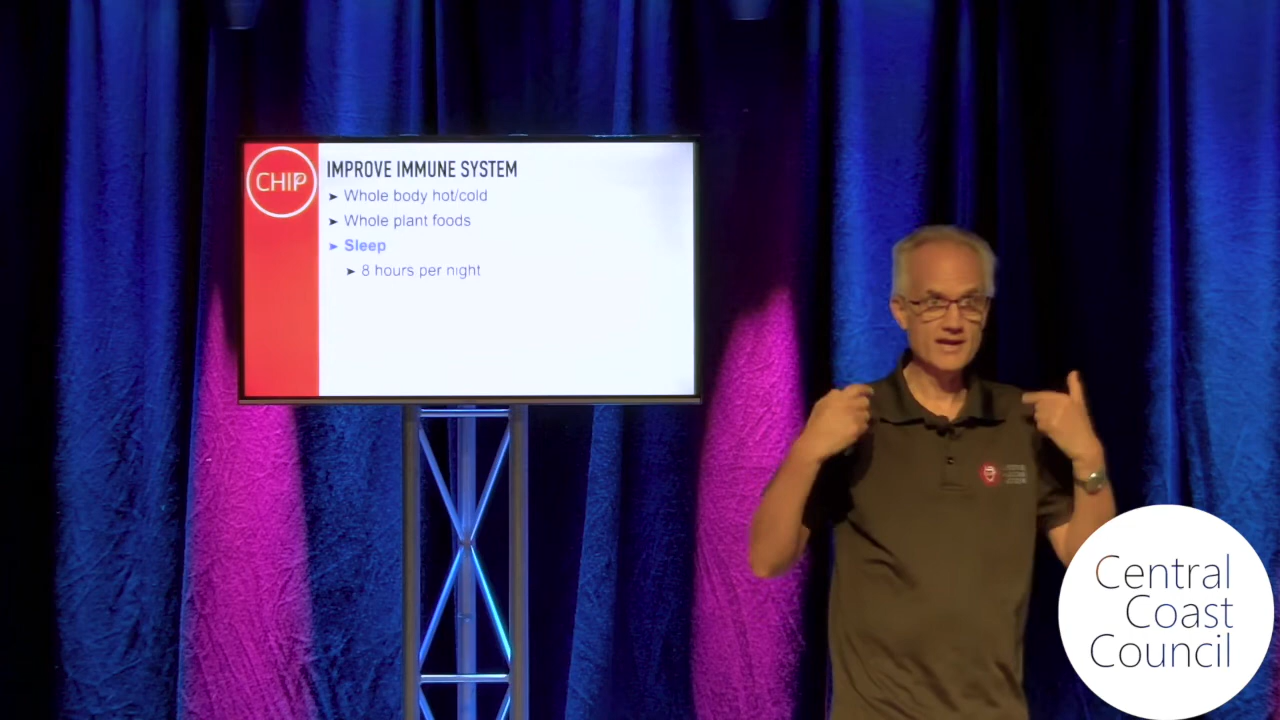 CHIP
IMPROVE IMMUNE SYSTEM
➤ Whole body hot/cold
➤ Whole plant foods
➤ Sleep
➤ 8 hours per night
Central
Coast
Council